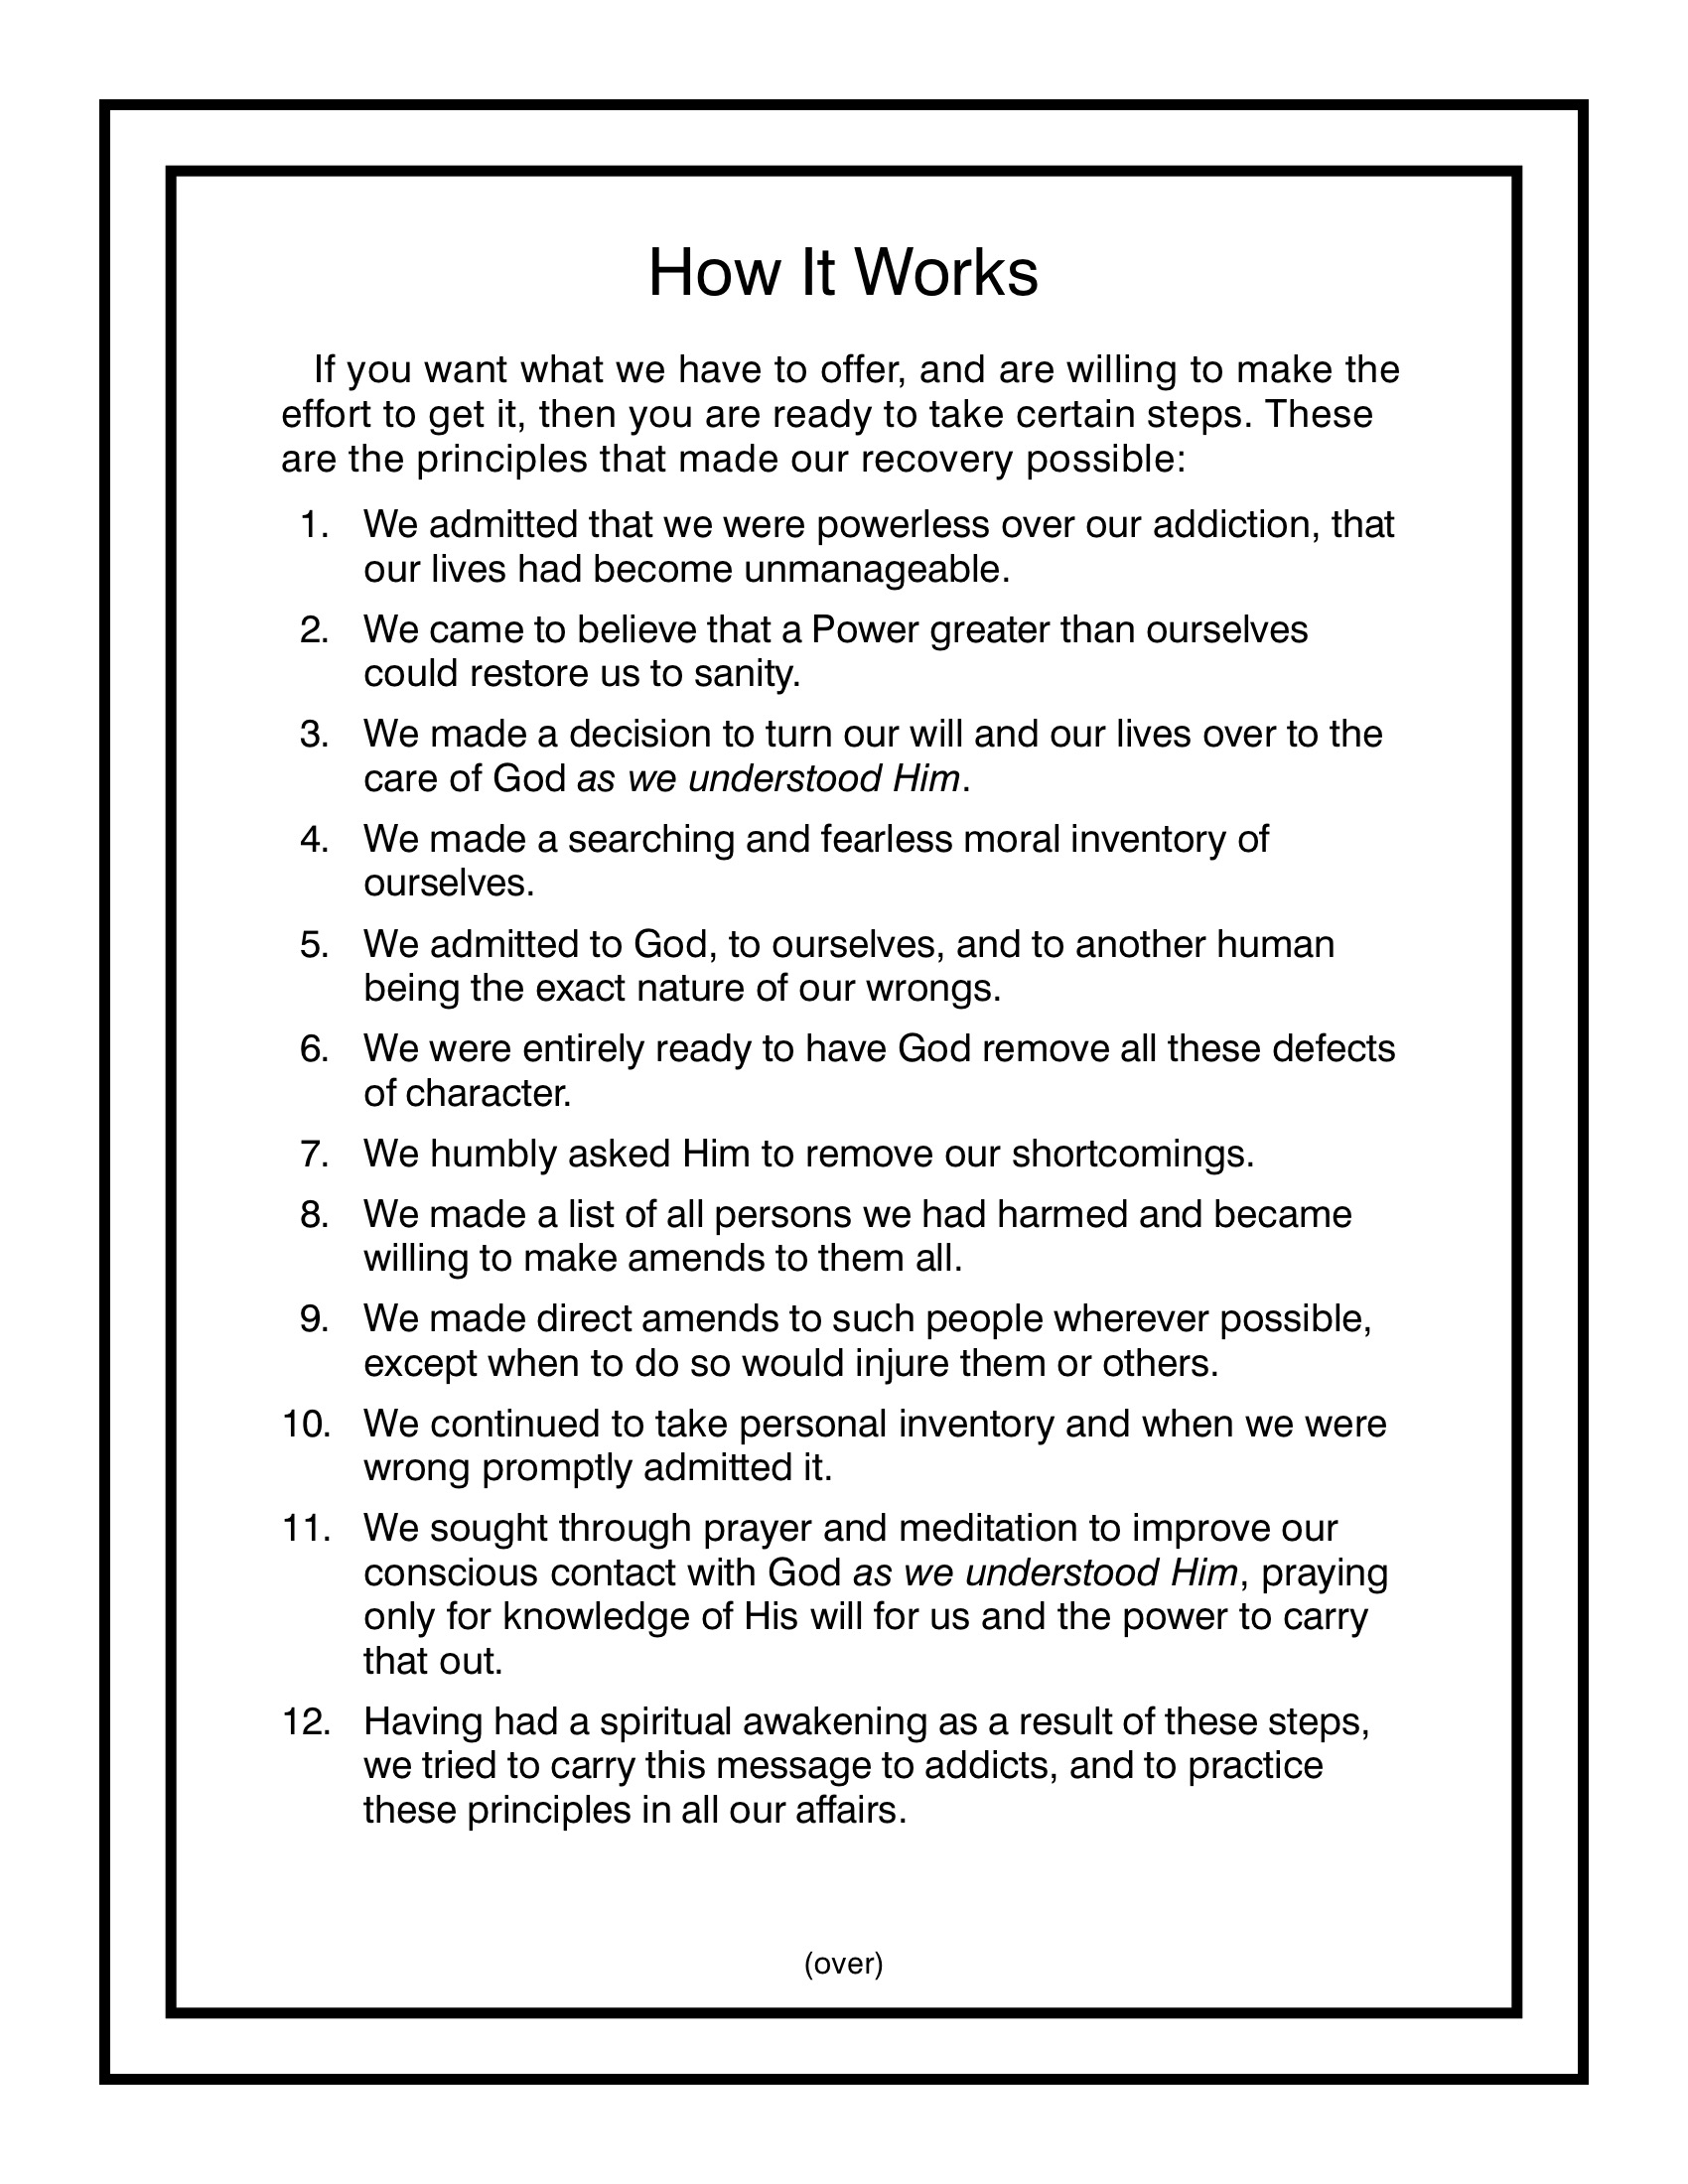 How It Works
If you want what we have to offer, and are willing to make the
effort to get it, then you are ready to take certain steps. These
are the principles that made our recovery possible:
1. We admitted that we were powerless over our addiction, that
our lives had become unmanageable.
2. We came to believe that a Power greater than ourselves
could restore us to sanity.
3. We made a decision to turn our will and our lives over to the
care of God as we understood Him.
4. We made a searching and fearless moral inventory of
ourselves.
5. We admitted to God, to ourselves, and to another human
being the exact nature of our wrongs.
6. We were entirely ready to have God remove all these defects
of character.
7. We humbly asked Him to remove our shortcomings.
8. We made a list of all persons we had harmed and became
willing to make amends to them all.
9. We made direct amends to such people wherever possible,
except when to do so would injure them or others.
10. We continued to take personal inventory and when we were
wrong promptly admitted it.
11. We sought through prayer and meditation to improve our
conscious contact with God as we understood Him, praying
only for knowledge of His will for us and the power to carry
that out.
12. Having had a spiritual awakening as a result of these steps,
we tried to carry this message to addicts, and to practice
these principles in all our affairs.
(over)